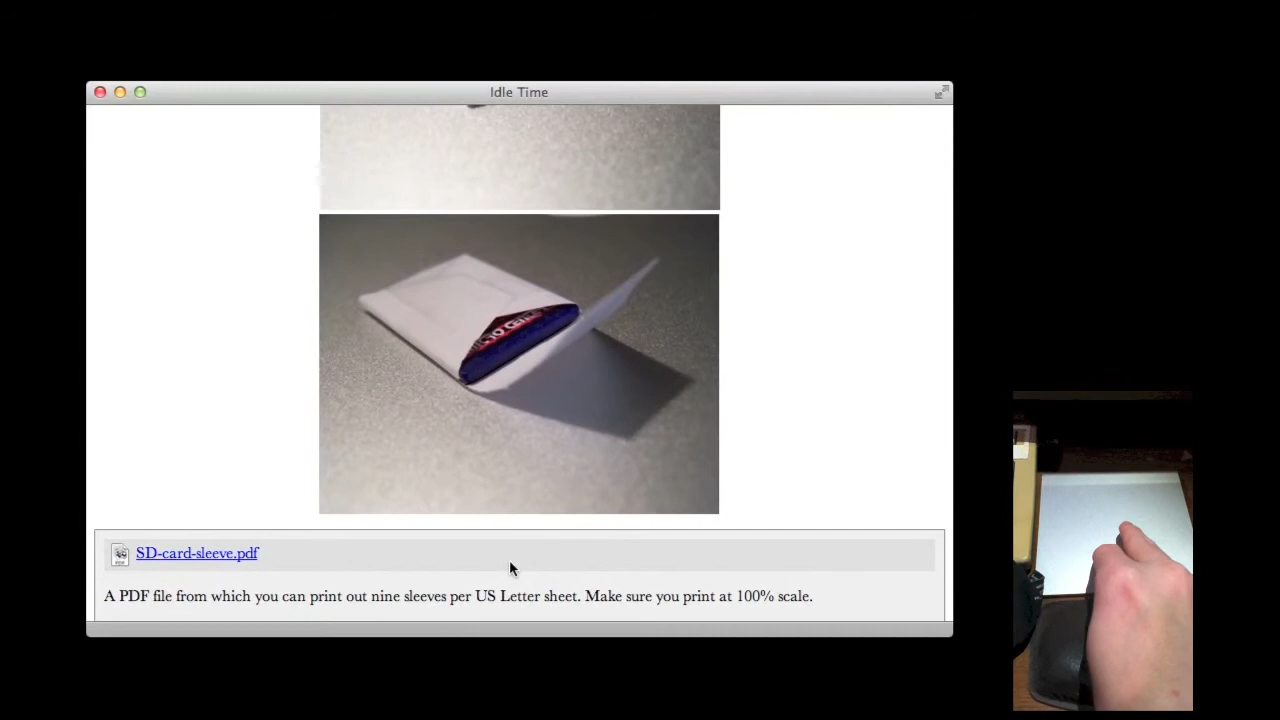 Idle Time
SD-card-sleeve.pdf
A PDF file from which you can print out nine sleeves per US Letter sheet. Make sure you print at 100% scale.